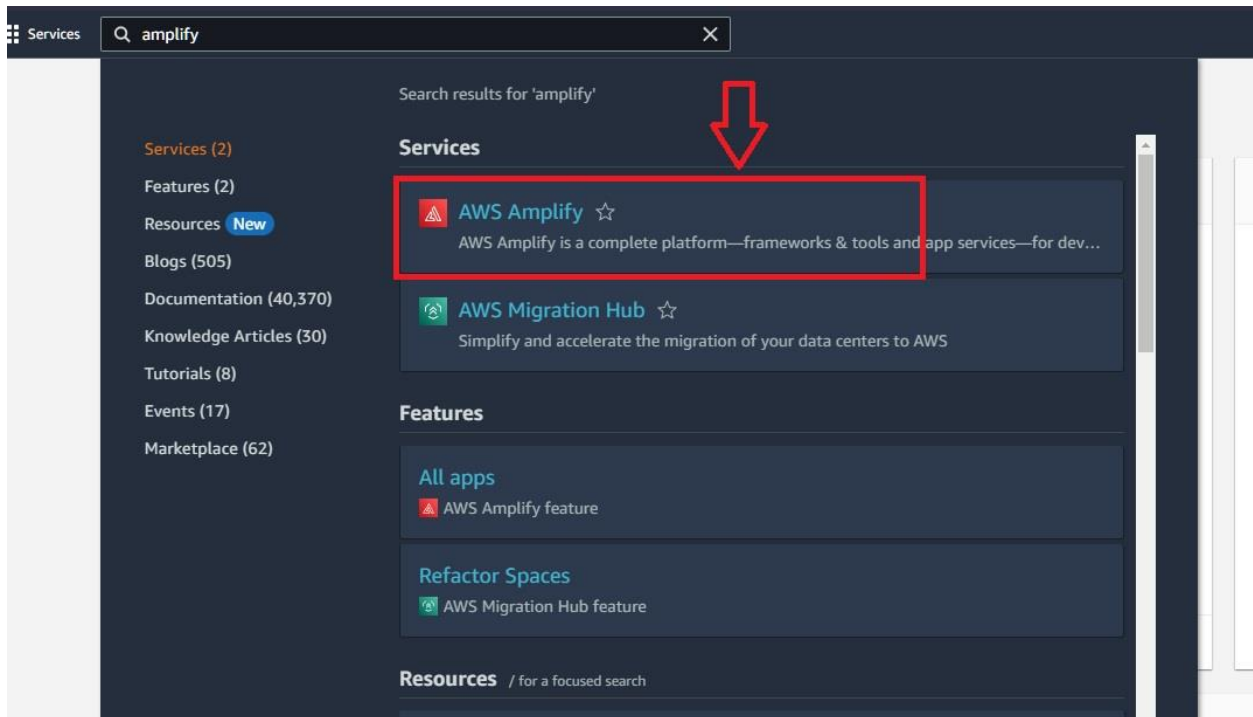 Services
amplify
Search results for 'amplify'
Services (2)
Features (2)
Resources New
Blogs (505)
Documentation (40,370)
Knowledge Articles (30)
Tutorials (8)
Events (17)
Marketplace (62)
Services
AWS Amplify
AWS Amplify is a complete platform—frameworks & tools and app services—for dev...
AWS Migration Hub
Simplify and accelerate the migration of your data centers to AWS
Features
All apps
AWS Amplify feature
Refactor Spaces
AWS Migration Hub feature
Resources / for a focused search